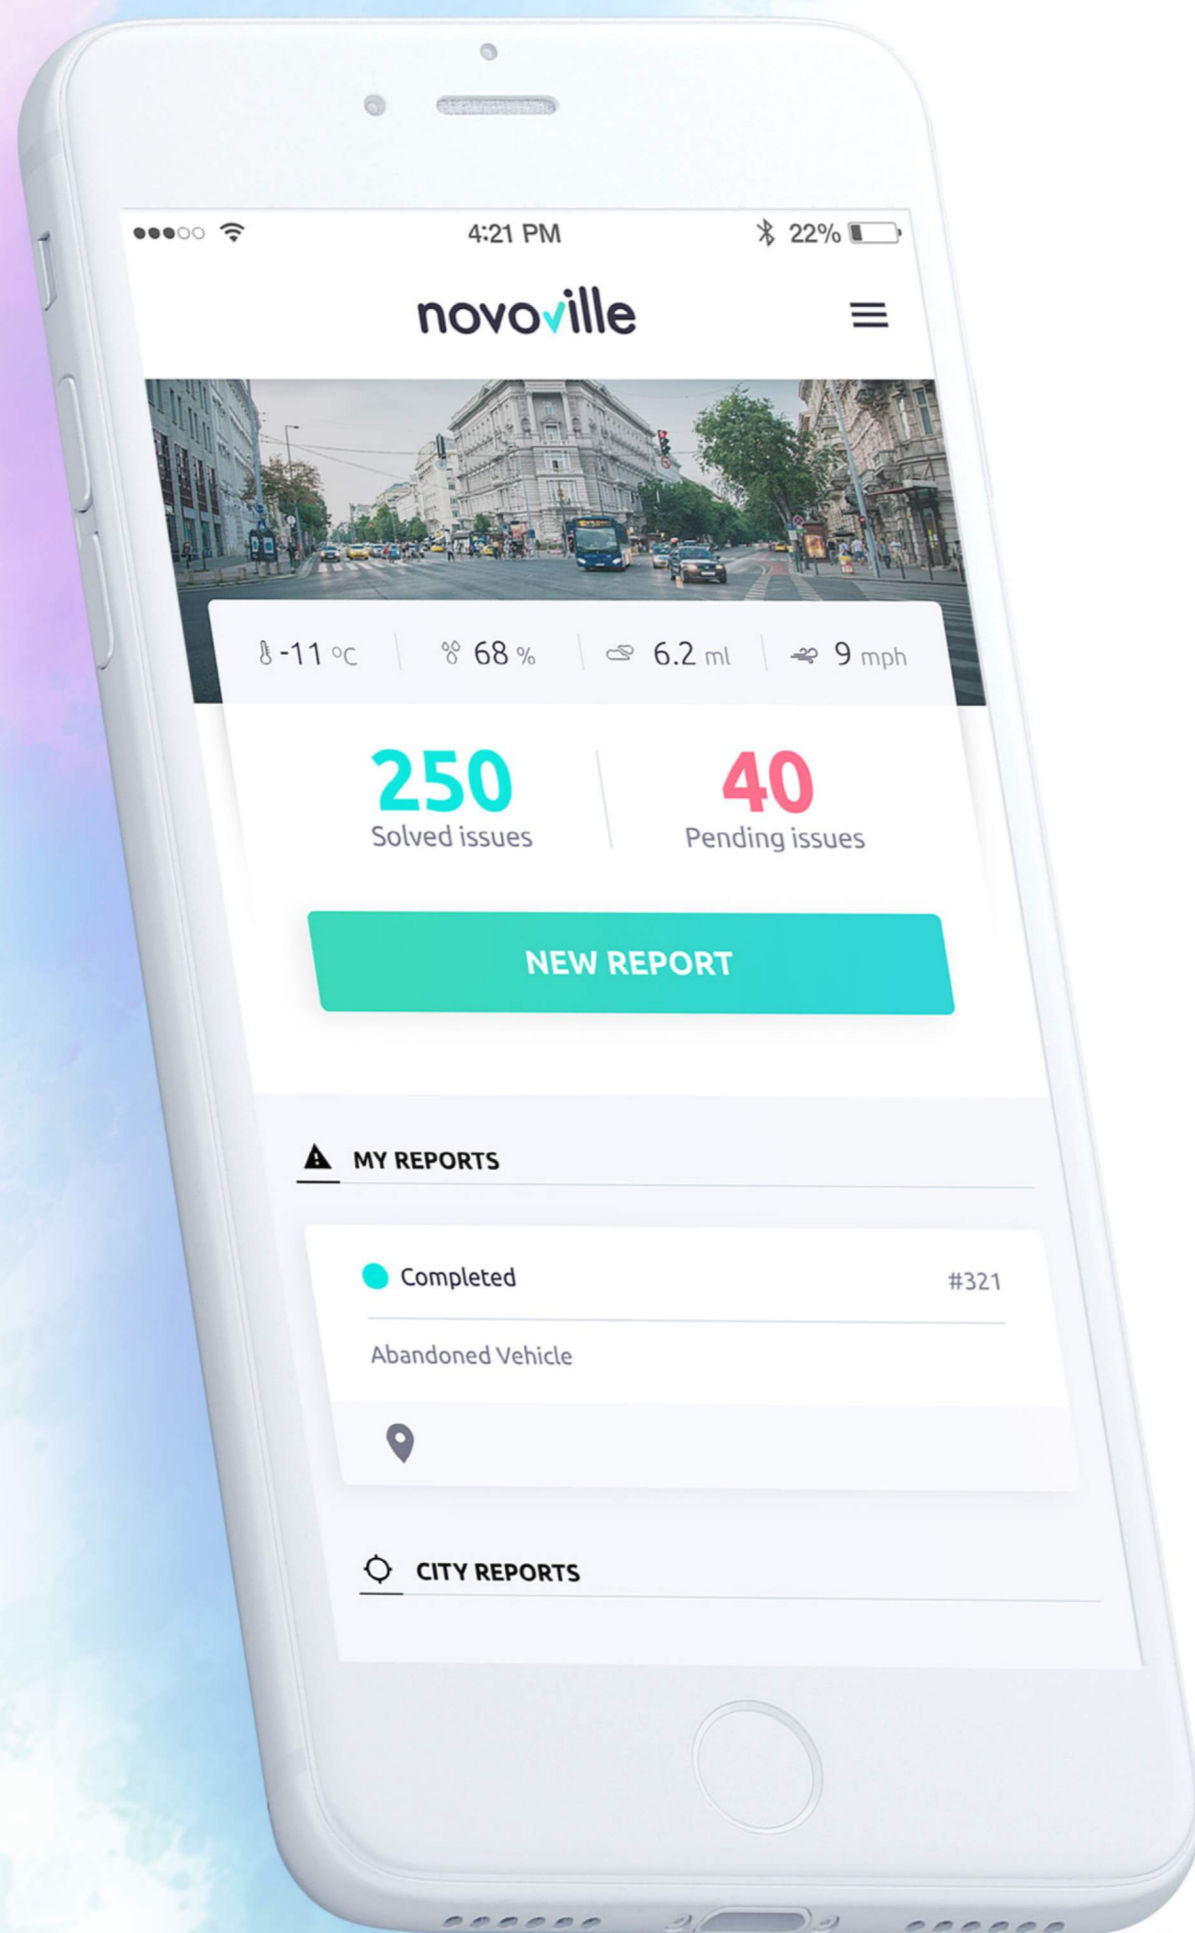 4:21 PM 22%
novoville
-11 °C 68 % 6.2 ml 9 mph
250 40
Solved issues Pending issues
NEW REPORT
MY REPORTS
Completed #321
Abandoned Vehicle
CITY REPORTS